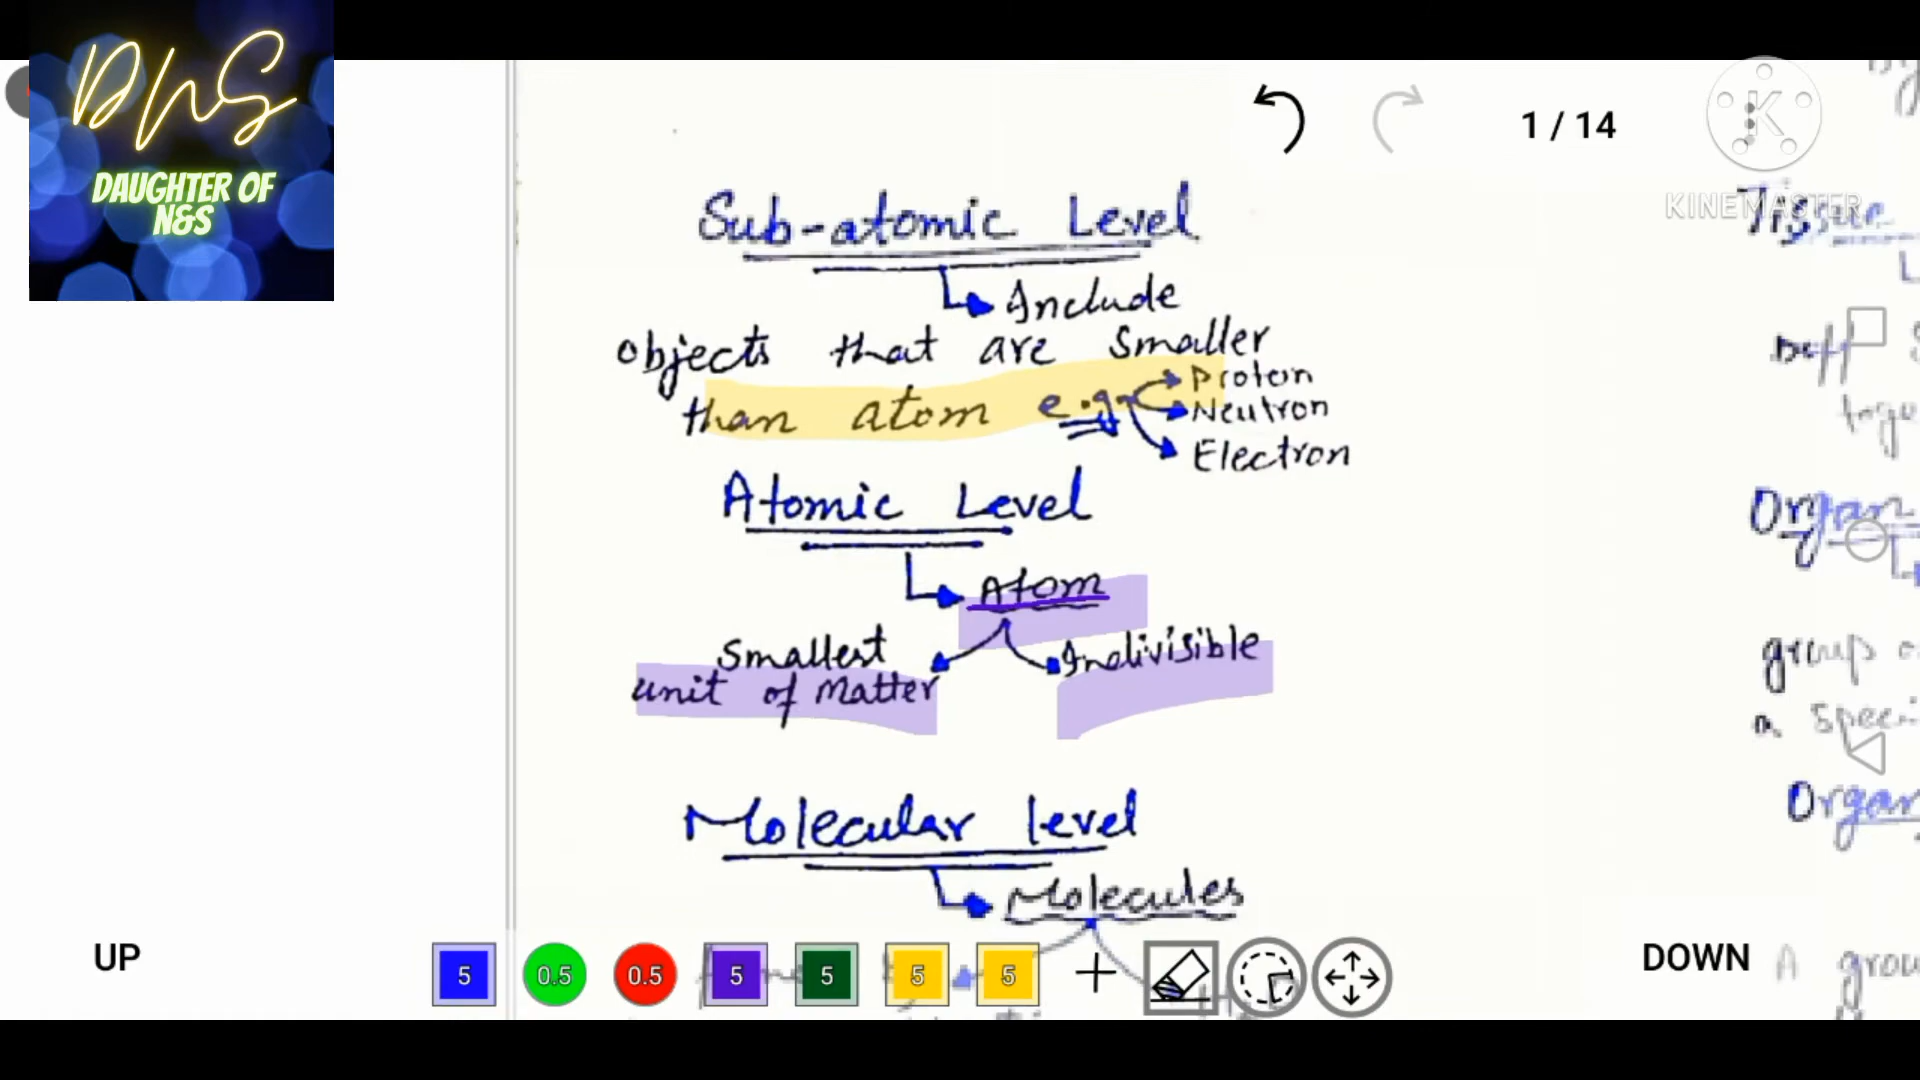 DNS
DAUGHTER OF
N&S
1 / 14
KINEMASTER
Sub-atomic Level
Include
objects that are smaller
than atom e.g.
Proton
Neutron
Electron
Atomic Level
Atom
Smallest
unit of Matter
Indivisible
Molecular level
Molecules
Tissue
Organ
group
a
Organ
A
UP
5
0.5
0.5
5
5
5
5
DOWN